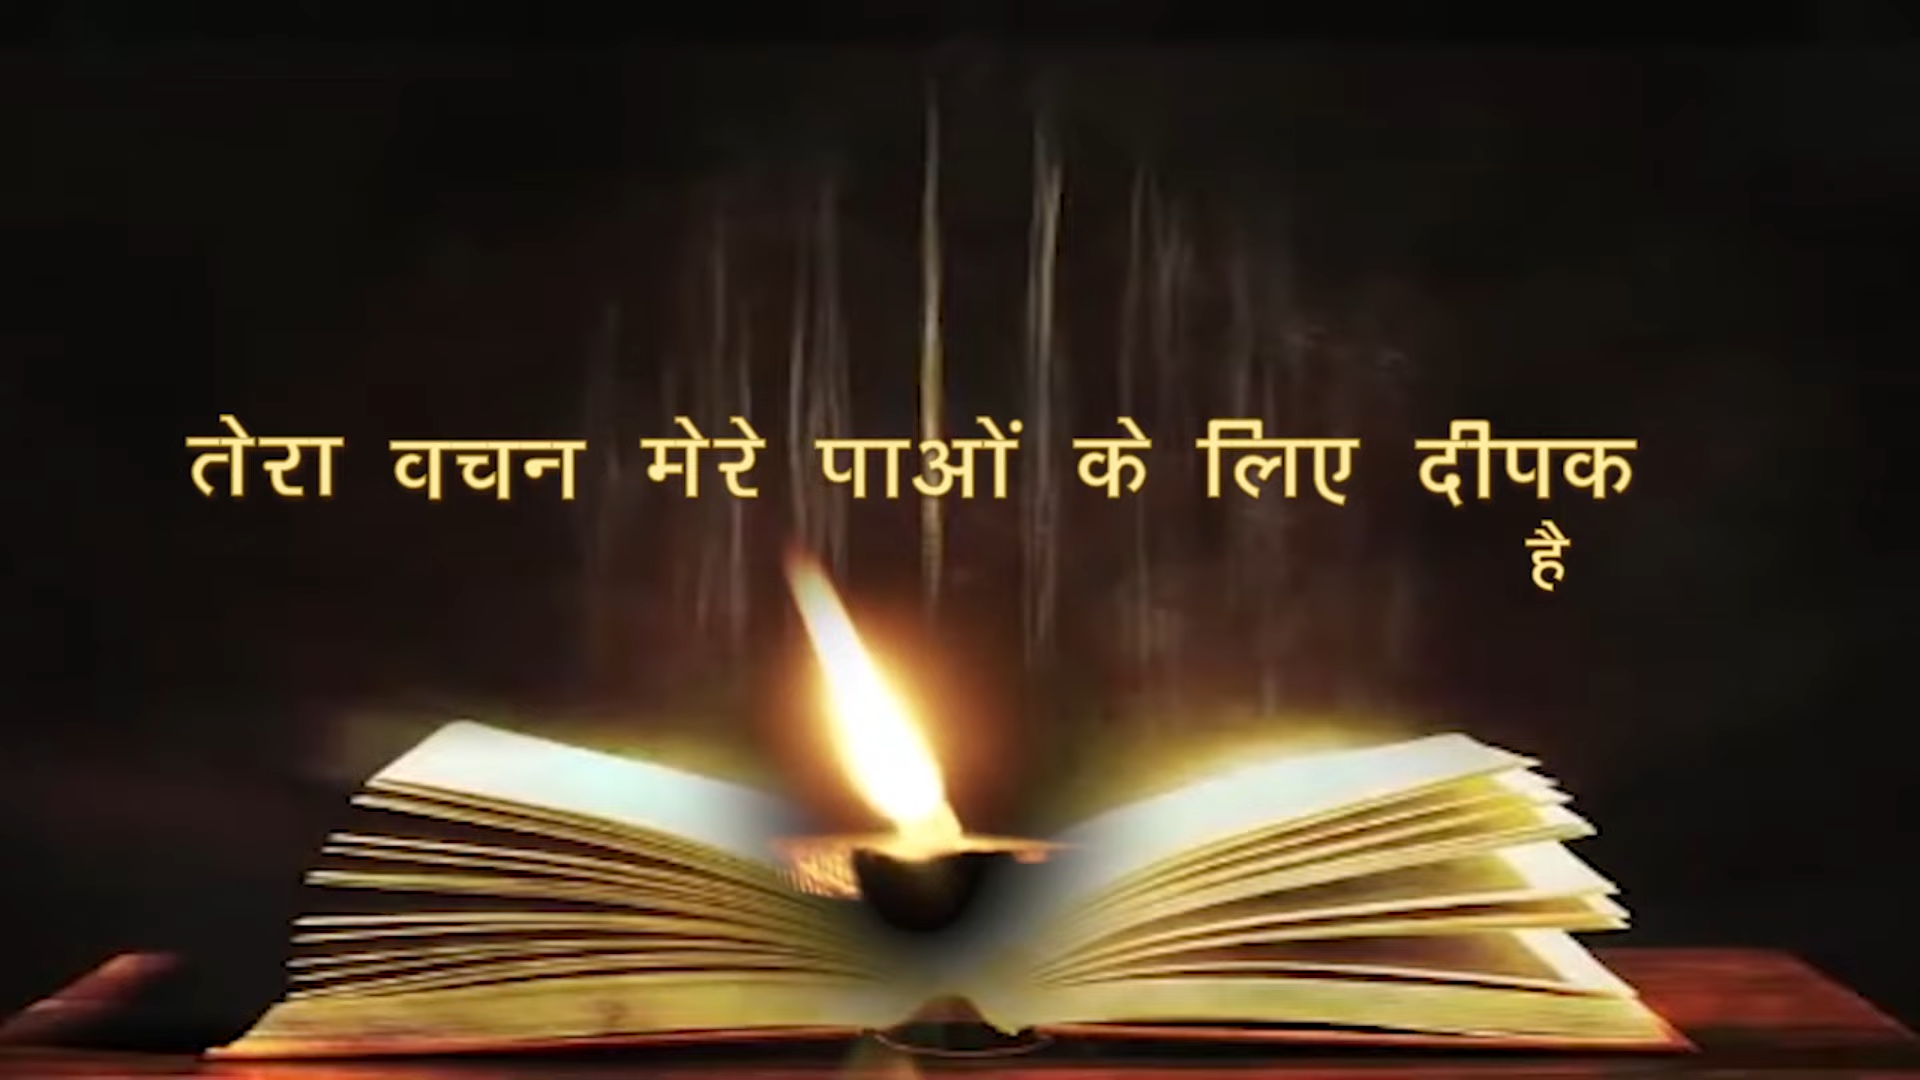 तेरा वचन मेरे पाओं के लिए दीपक
है